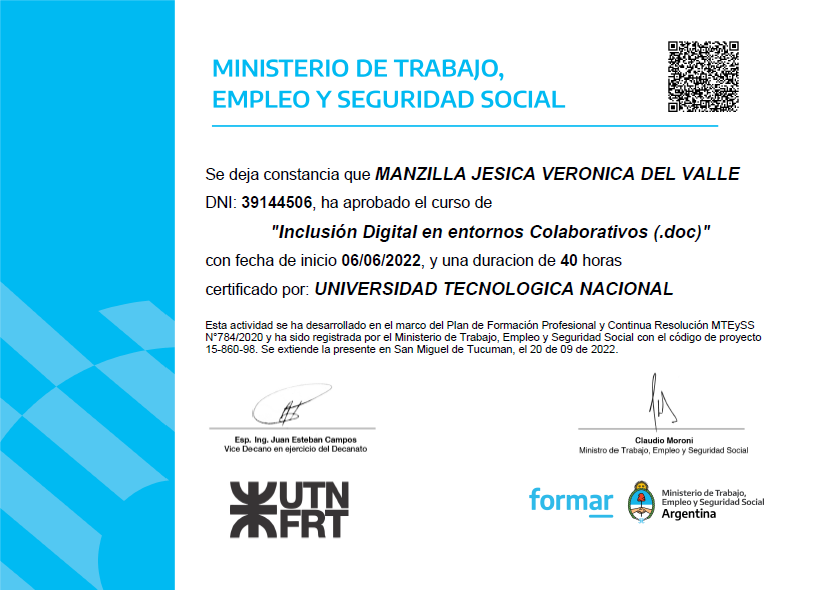 MINISTERIO DE TRABAJO,
EMPLEO Y SEGURIDAD SOCIAL
Se deja constancia que MANZILLA JESICA VERONICA DEL VALLE
DNI: 39144506, ha aprobado el curso de
"Inclusión Digital en entornos Colaborativos (.doc)"
con fecha de inicio 06/06/2022, y una duracion de 40 horas
certificado por: UNIVERSIDAD TECNOLOGICA NACIONAL
Esta actividad se ha desarrollado en el marco del Plan de Formación Profesional y Continua Resolución MTEySS
N°784/2020 y ha sido registrada por el Ministerio de Trabajo, Empleo y Seguridad Social con el código de proyecto
15-860-98. Se extiende la presente en San Miguel de Tucuman, el 20 de 09 de 2022.
Esp. Ing. Juan Esteban Campos
Vice Decano en ejercicio del Decanato
Claudio Moroni
Ministro de Trabajo, Empleo y Seguridad Social
UTN
FRT
formar
Ministerio de Trabajo,
Empleo y Seguridad Social
Argentina